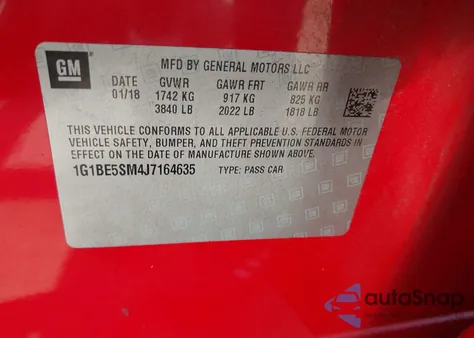 GM
MFD BY GENERAL MOTORS LLC
DATE GVWR GAWR FRT GAWR RR
01/18 1742 KG 917 KG 825 KG
3840 LB 2022 LB 1818 LB
THIS VEHICLE CONFORMS TO ALL APPLICABLE U.S. FEDERAL MOTOR
VEHICLE SAFETY, BUMPER, AND THEFT PREVENTION STANDARDS IN
EFFECT ON THE DATE OF MANUFACTURE SHOWN ABOVE.
1G1BE5SM4J7164635 TYPE: PASS CAR
autoSnap